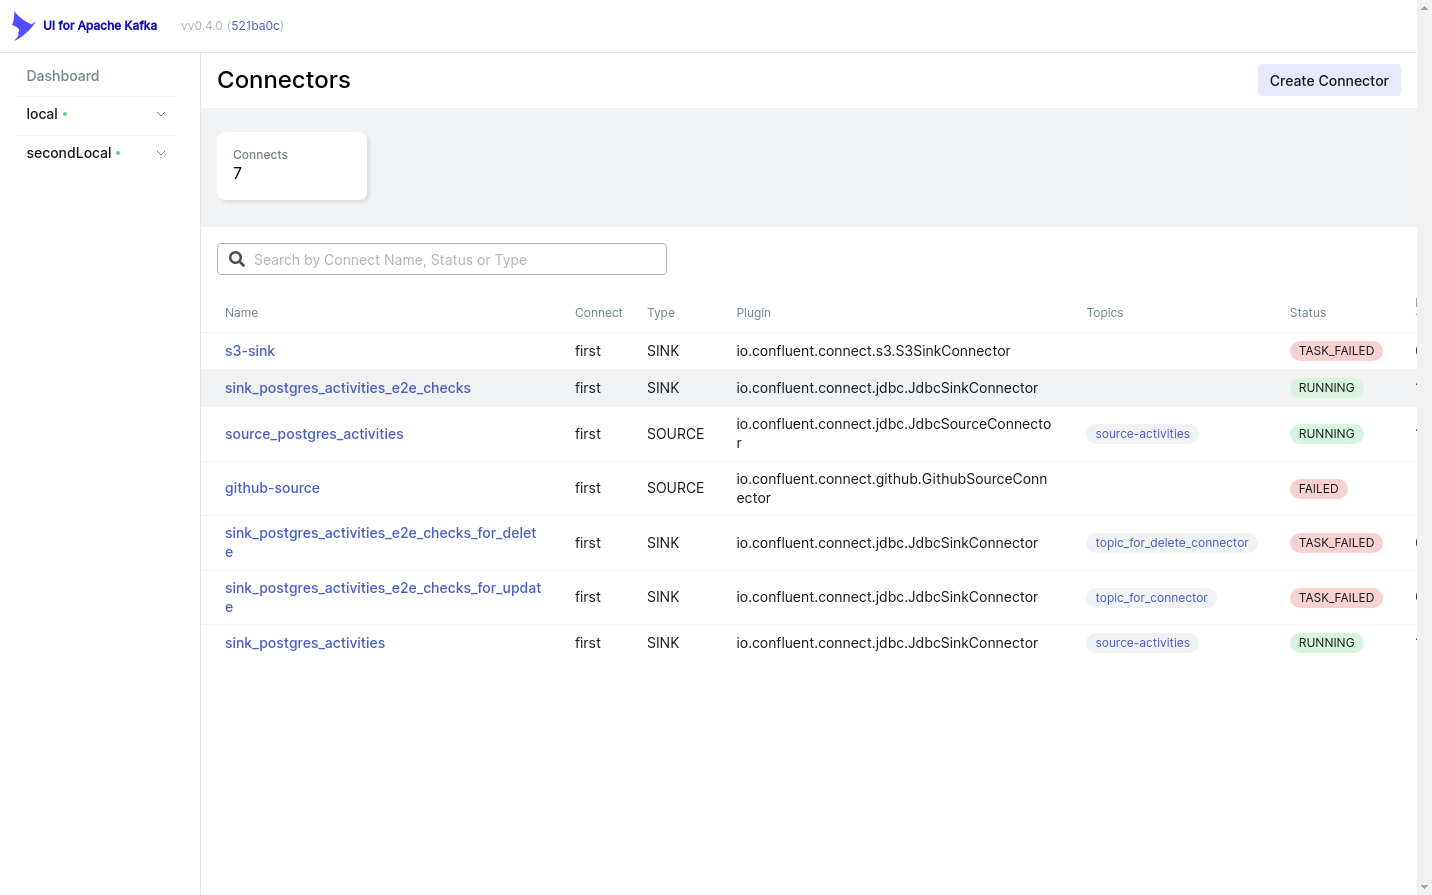 UI for Apache Kafka vv0.4.0 (521ba0c)
Dashboard
local
secondLocal
Connectors
Create Connector
Connects
7
Search by Connect Name, Status or Type
Name Connect Type Plugin Topics Status
s3-sink first SINK io.confluent.connect.s3.S3SinkConnector TASK_FAILED
sink_postgres_activities_e2e_checks first SINK io.confluent.connect.jdbc.JdbcSinkConnector RUNNING
source_postgres_activities first SOURCE io.confluent.connect.jdbc.JdbcSourceConnecto
r source-activities RUNNING
github-source first SOURCE io.confluent.connect.github.GithubSourceConn
ector FAILED
sink_postgres_activities_e2e_checks_for_delet
e first SINK io.confluent.connect.jdbc.JdbcSinkConnector topic_for_delete_connector TASK_FAILED
sink_postgres_activities_e2e_checks_for_updat
e first SINK io.confluent.connect.jdbc.JdbcSinkConnector topic_for_connector TASK_FAILED
sink_postgres_activities first SINK io.confluent.connect.jdbc.JdbcSinkConnector source-activities RUNNING